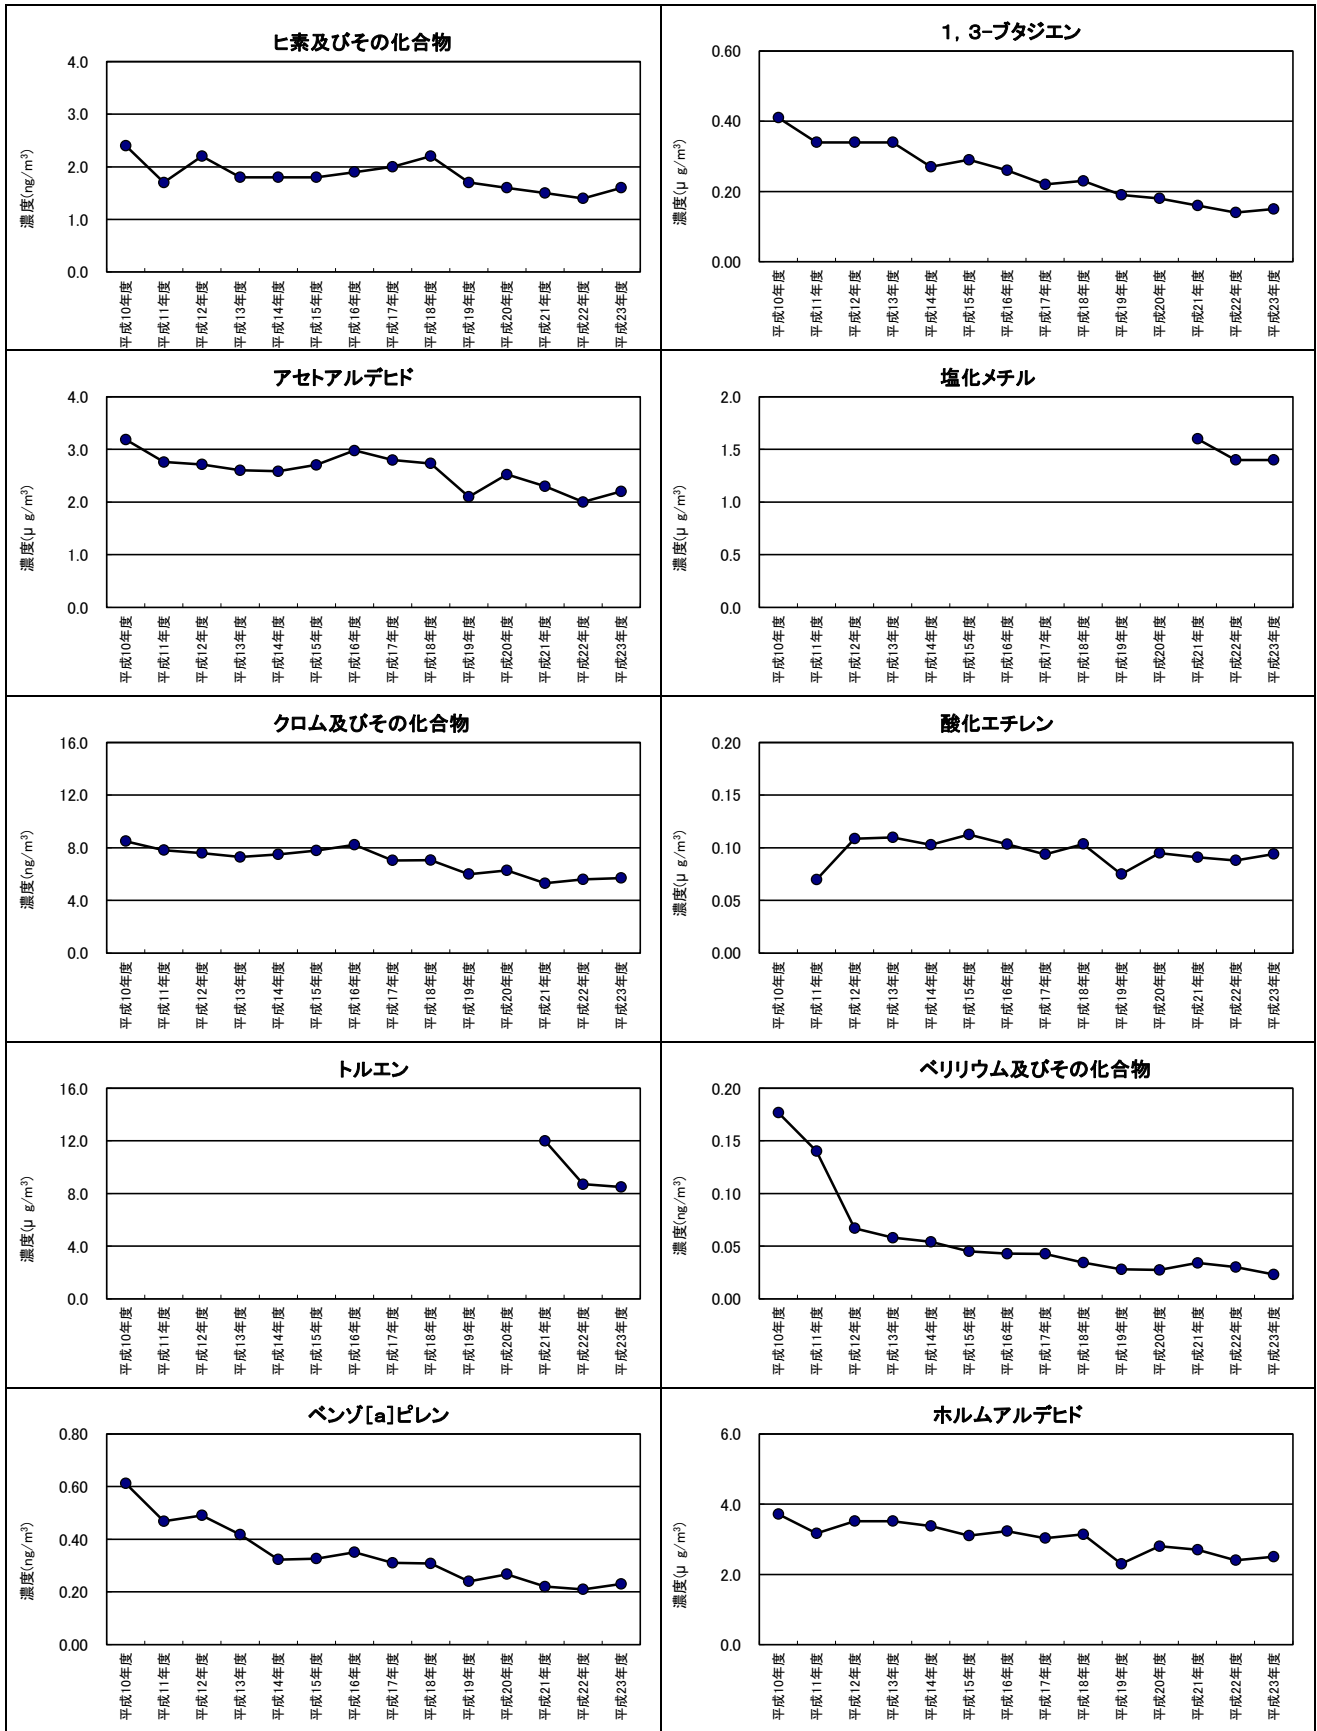 ヒ素及びその化合物
濃度(ng/m³)
4.0
3.0
2.0
1.0
0.0
平成10年度
平成11年度
平成12年度
平成13年度
平成14年度
平成15年度
平成16年度
平成17年度
平成18年度
平成19年度
平成20年度
平成21年度
平成22年度
平成23年度
1，3-ブタジエン
濃度(μ g/m³)
0.60
0.40
0.20
0.00
平成10年度
平成11年度
平成12年度
平成13年度
平成14年度
平成15年度
平成16年度
平成17年度
平成18年度
平成19年度
平成20年度
平成21年度
平成22年度
平成23年度
アセトアルデヒド
濃度(μ g/m³)
4.0
3.0
2.0
1.0
0.0
平成10年度
平成11年度
平成12年度
平成13年度
平成14年度
平成15年度
平成16年度
平成17年度
平成18年度
平成19年度
平成20年度
平成21年度
平成22年度
平成23年度
塩化メチル
濃度(μ g/m³)
2.0
1.5
1.0
0.5
0.0
平成10年度
平成11年度
平成12年度
平成13年度
平成14年度
平成15年度
平成16年度
平成17年度
平成18年度
平成19年度
平成20年度
平成21年度
平成22年度
平成23年度
クロム及びその化合物
濃度(ng/m³)
16.0
12.0
8.0
4.0
0.0
平成10年度
平成11年度
平成12年度
平成13年度
平成14年度
平成15年度
平成16年度
平成17年度
平成18年度
平成19年度
平成20年度
平成21年度
平成22年度
平成23年度
酸化エチレン
濃度(μ g/m³)
0.20
0.15
0.10
0.05
0.00
平成10年度
平成11年度
平成12年度
平成13年度
平成14年度
平成15年度
平成16年度
平成17年度
平成18年度
平成19年度
平成20年度
平成21年度
平成22年度
平成23年度
トルエン
濃度(μ g/m³)
16.0
12.0
8.0
4.0
0.0
平成10年度
平成11年度
平成12年度
平成13年度
平成14年度
平成15年度
平成16年度
平成17年度
平成18年度
平成19年度
平成20年度
平成21年度
平成22年度
平成23年度
ベリリウム及びその化合物
濃度(ng/m³)
0.20
0.15
0.10
0.05
0.00
平成10年度
平成11年度
平成12年度
平成13年度
平成14年度
平成15年度
平成16年度
平成17年度
平成18年度
平成19年度
平成20年度
平成21年度
平成22年度
平成23年度
ベンゾ[a]ピレン
濃度(ng/m³)
0.80
0.60
0.40
0.20
0.00
平成10年度
平成11年度
平成12年度
平成13年度
平成14年度
平成15年度
平成16年度
平成17年度
平成18年度
平成19年度
平成20年度
平成21年度
平成22年度
平成23年度
ホルムアルデヒド
濃度(μ g/m³)
6.0
4.0
2.0
0.0
平成10年度
平成11年度
平成12年度
平成13年度
平成14年度
平成15年度
平成16年度
平成17年度
平成18年度
平成19年度
平成20年度
平成21年度
平成22年度
平成23年度